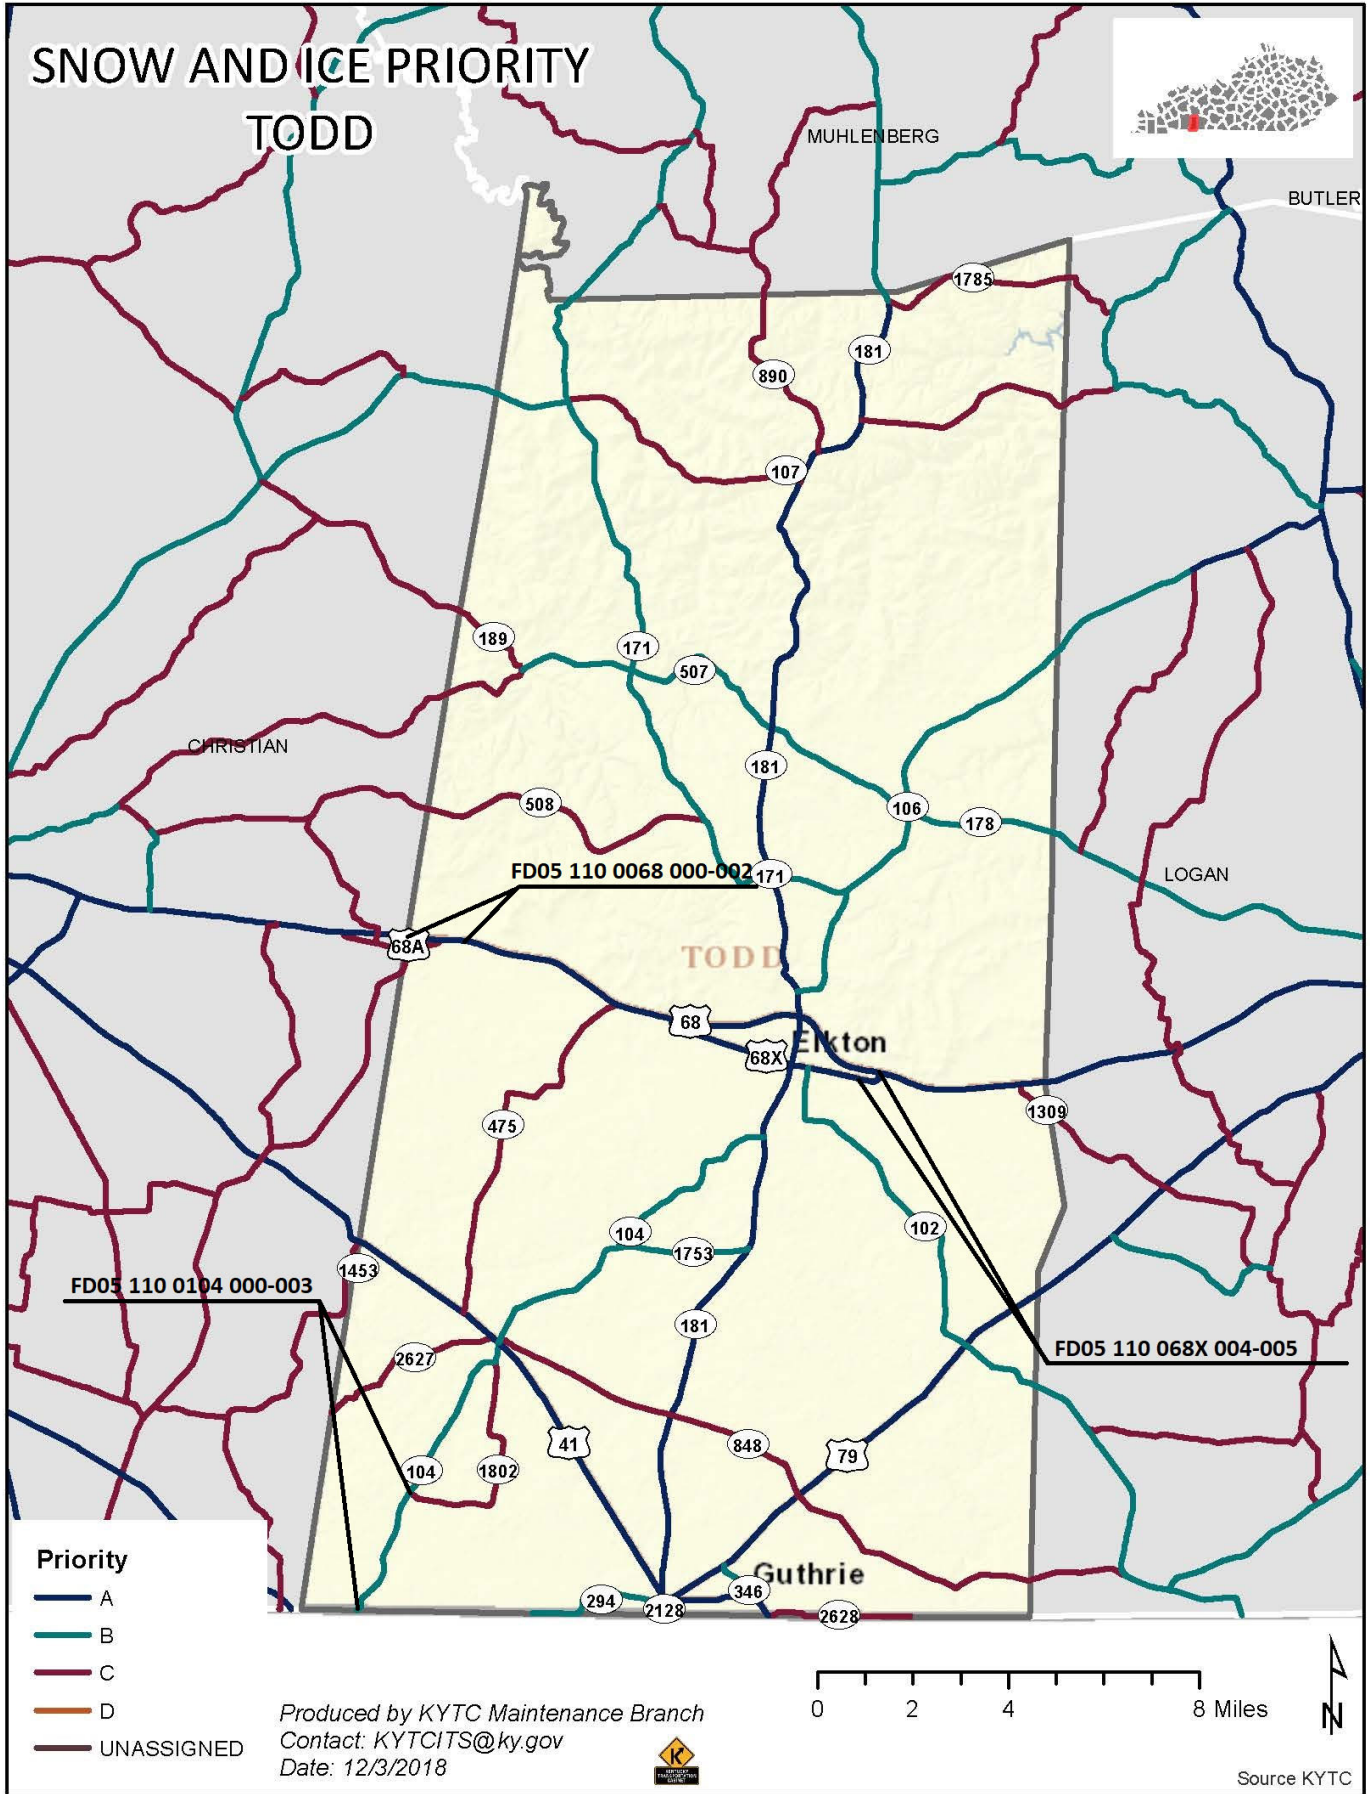 SNOW AND ICE PRIORITY
TODD
MUHLENBERG
BUTLER
1785
181
890
107
189
171
507
CHRISTIAN
181
508
106
178
FD05 110 0068 000-002
171
LOGAN
68A
TODD
68
Elkton
68X
475
1309
104
102
1753
1453
FD05 110 0104 000-003
181
FD05 110 068X 004-005
2627
41
848
79
104
1802
Guthrie
294
346
2128
2628
Priority
A
B
C
D
UNASSIGNED
Produced by KYTC Maintenance Branch
Contact: KYTCITS@ky.gov
Date: 12/3/2018
0 2 4 8 Miles
N
Source KYTC